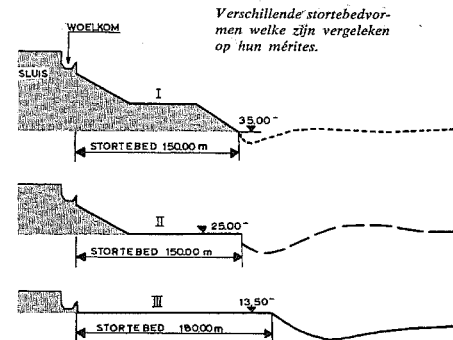 Verschillende stortebedvor-
men welke zijn vergeleken
op hun mérites.
WOELKOM
SLUIS
I
35.00-
STORTEBED 150.00 m
II
25.00-
STORTEBED 150.00 m
III
13.50-
STORTEBED 180.00 m